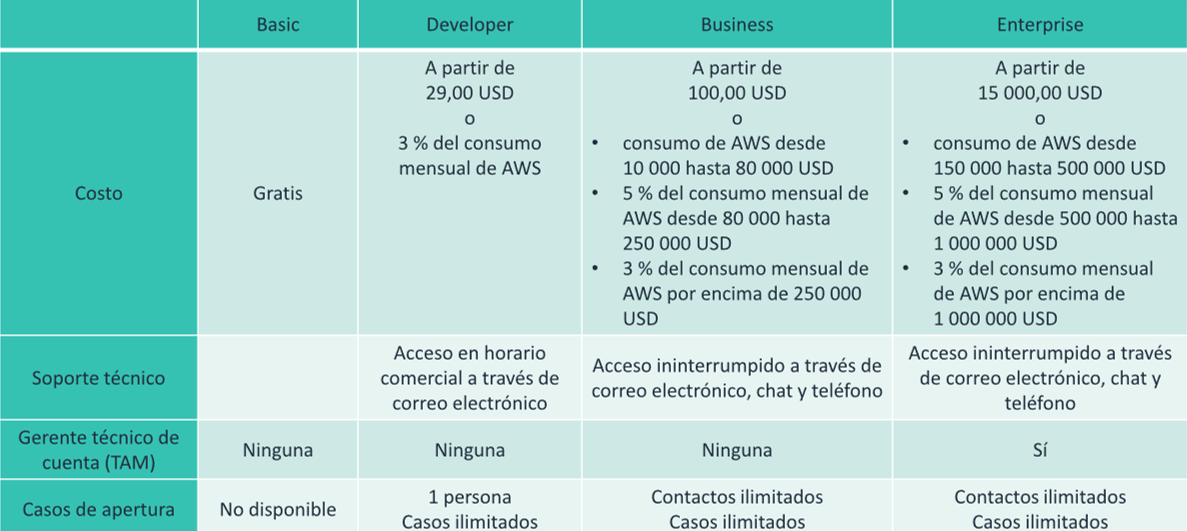 Basic
Developer
Business
Enterprise
Costo
Gratis
A partir de
29,00 USD
o
3 % del consumo
mensual de AWS
A partir de
100,00 USD
o
• consumo de AWS desde
10 000 hasta 80 000 USD
• 5 % del consumo mensual de
AWS desde 80 000 hasta
250 000 USD
• 3 % del consumo mensual de
AWS por encima de 250 000
USD
A partir de
15 000,00 USD
o
• consumo de AWS desde
150 000 hasta 500 000 USD
• 5 % del consumo mensual
de AWS desde 500 000 hasta
1 000 000 USD
• 3 % del consumo mensual
de AWS por encima de
1 000 000 USD
Soporte técnico
Acceso en horario
comercial a través de
correo electrónico
Acceso ininterrumpido a través de
correo electrónico, chat y teléfono
Acceso ininterrumpido a través
de correo electrónico, chat y
teléfono
Gerente técnico de
cuenta (TAM)
Ninguna
Ninguna
Ninguna
Sí
Casos de apertura
No disponible
1 persona
Casos ilimitados
Contactos ilimitados
Casos ilimitados
Contactos ilimitados
Casos ilimitados